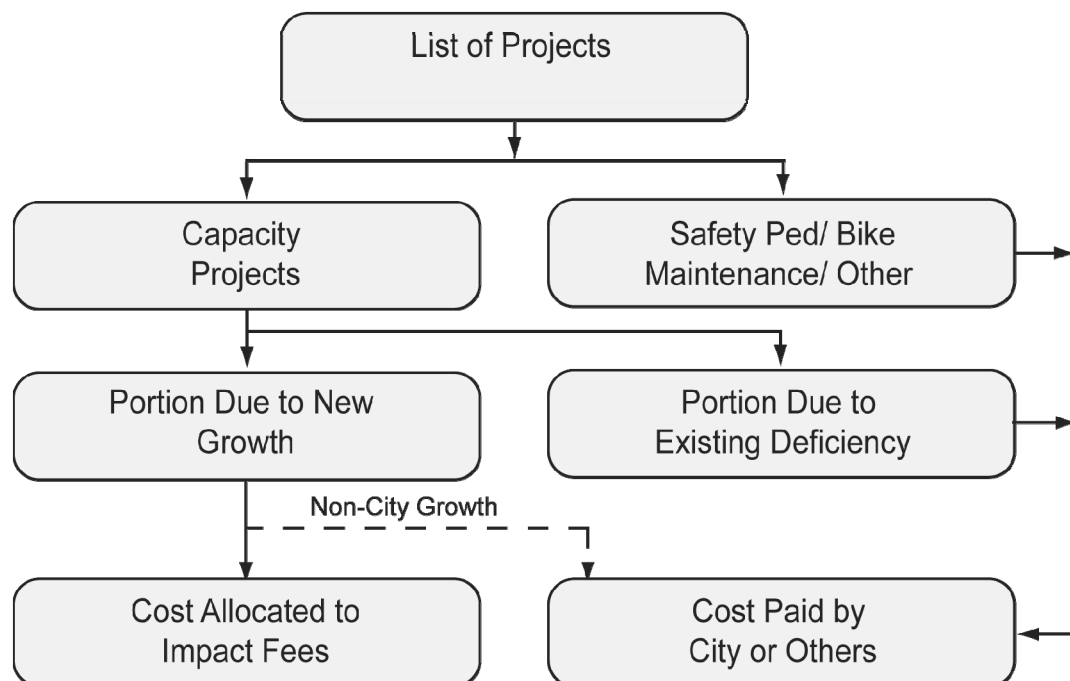 List of Projects
Capacity
Projects
Safety Ped/ Bike
Maintenance/ Other
Portion Due to New
Growth
Portion Due to
Existing Deficiency
Non-City Growth
Cost Allocated to
Impact Fees
Cost Paid by
City or Others